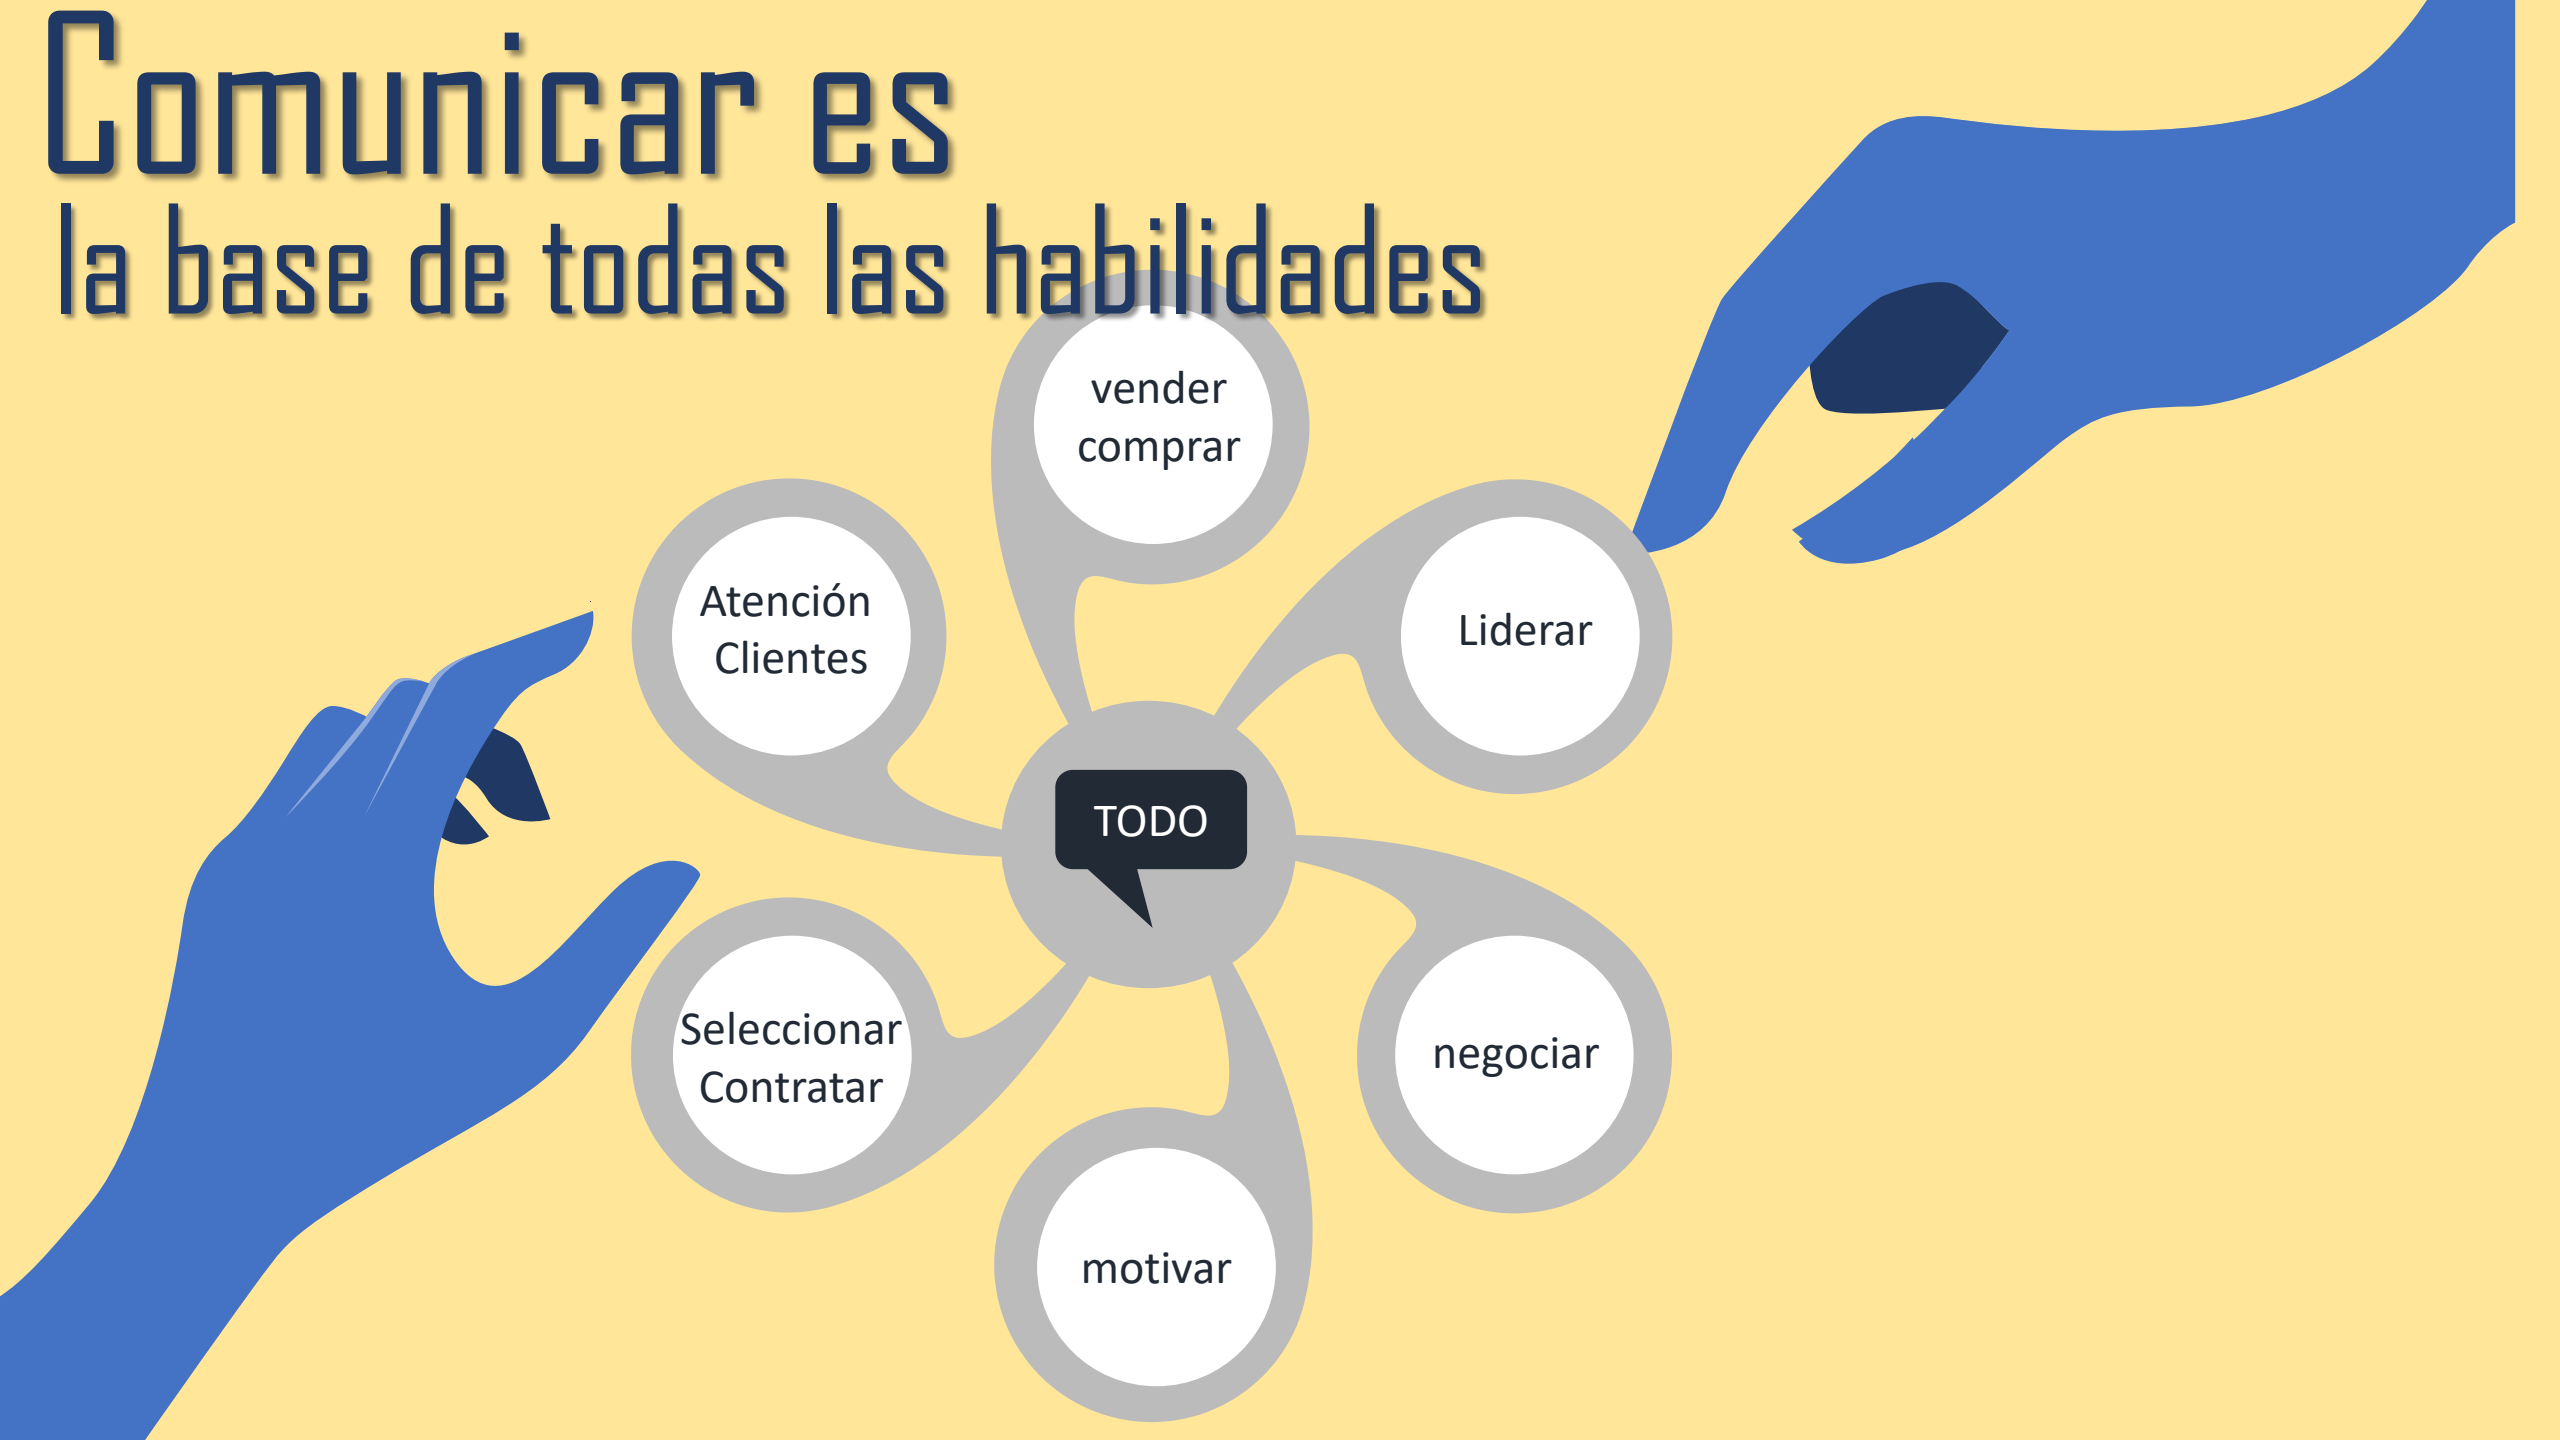 Comunicar es
la base de todas las habilidades
vender
comprar
Atención
Clientes
Liderar
TODO
Seleccionar
Contratar
negociar
motivar